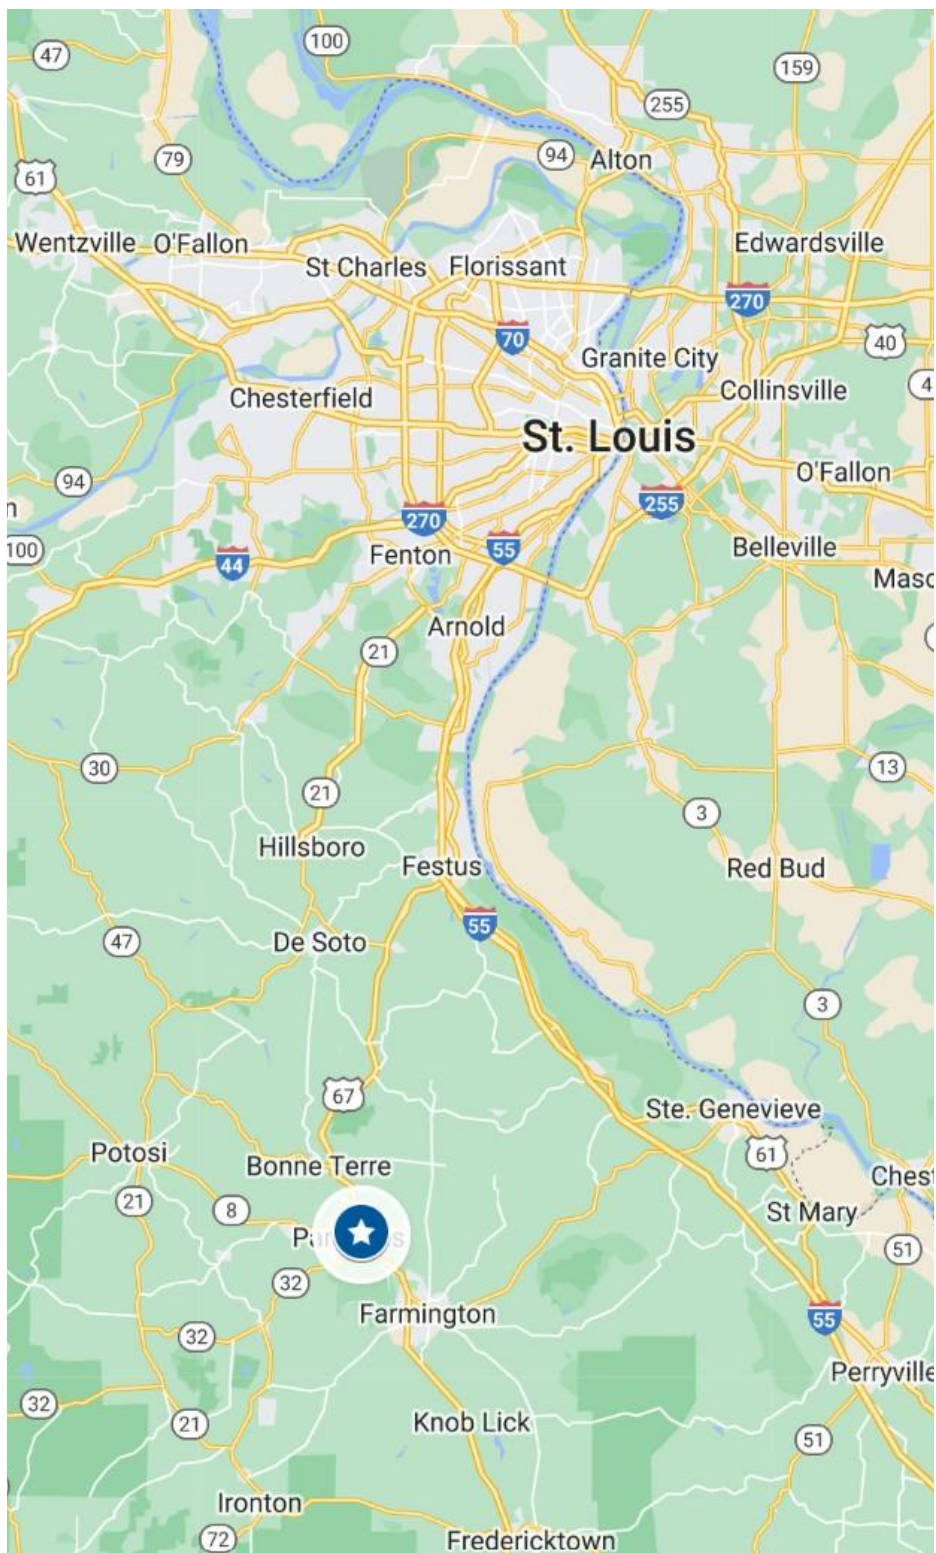 47
100
159
255
79
94
Alton
61
Wentzville
O'Fallon
Edwardsville
St Charles
Florissant
270
70
40
Granite City
4
Chesterfield
Collinsville
St. Louis
O'Fallon
94
n
270
255
100
44
Fenton
55
Belleville
Masc
Arnold
21
30
13
21
3
Hillsboro
Festus
Red Bud
55
47
De Soto
3
67
Ste. Genevieve
Potosi
61
Bonne Terre
Chest
21
8
St Mary
51
32
Farmington
55
32
Perryville
32
21
Knob Lick
51
Ironton
72
Fredericktown